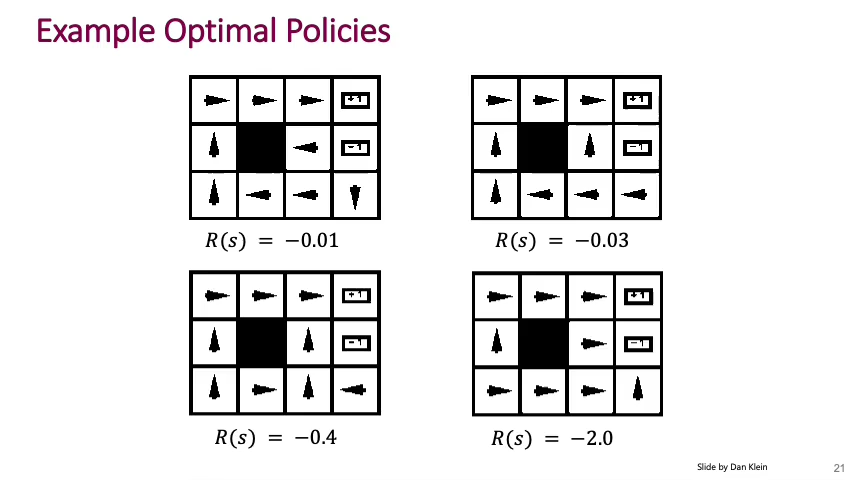 Example Optimal Policies
+1
+1
-1
-1
R(s) = −0.01
R(s) = −0.03
+1
+1
-1
-1
R(s) = −0.4
R(s) = −2.0
Slide by Dan Klein
21